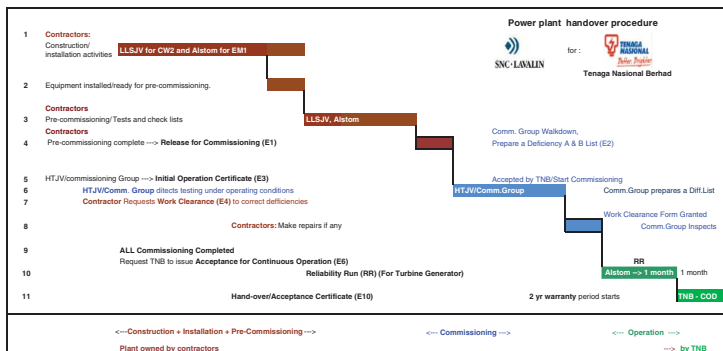 Power plant handover procedure
1 Contractors:
Construction/
installation activities
LLSJV for CW2 and Alstom for EM1
SNC·LAVALIN
for :
TENAGA
NASIONAL
Better. Brighter.
Tenaga Nasional Berhad
2 Equipment installed/ready for pre-commissioning.
Contractors
3 Pre-commissioning/Tests and check lists
LLSJV, Alstom
Contractors
4 Pre-commissioning complete ---> Release for Commissioning (E1)
Comm. Group Walkdown,
Prepare a Deficiency A & B List (E2)
5 HTJV/commissioning Group ---> Initial Operation Certificate (E3)
Accepted by TNB/Start Commissioning
6 HTJV/Comm. Group ditects testing under operating conditions
HTJV/Comm.Group
Comm.Group prepares a Diff.List
7 Contractor Requests Work Clearance (E4) to correct defficiencies
Work Clearance Form Granted
8 Contractors: Make repairs if any
Comm.Group Inspects
9 ALL Commissioning Completed
Request TNB to issue Acceptance for Continuous Operation (E6)
RR
10 Reliability Run (RR) (For Turbine Generator)
Alstom --> 1 month
1 month
11 Hand-over/Acceptance Certificate (E10)
2 yr warranty period starts
TNB - COD
<---Construction + Installation + Pre-Commissioning--->
<--- Commissioning --->
<--- Operation --->
Plant owned by contractors
---> by TNB